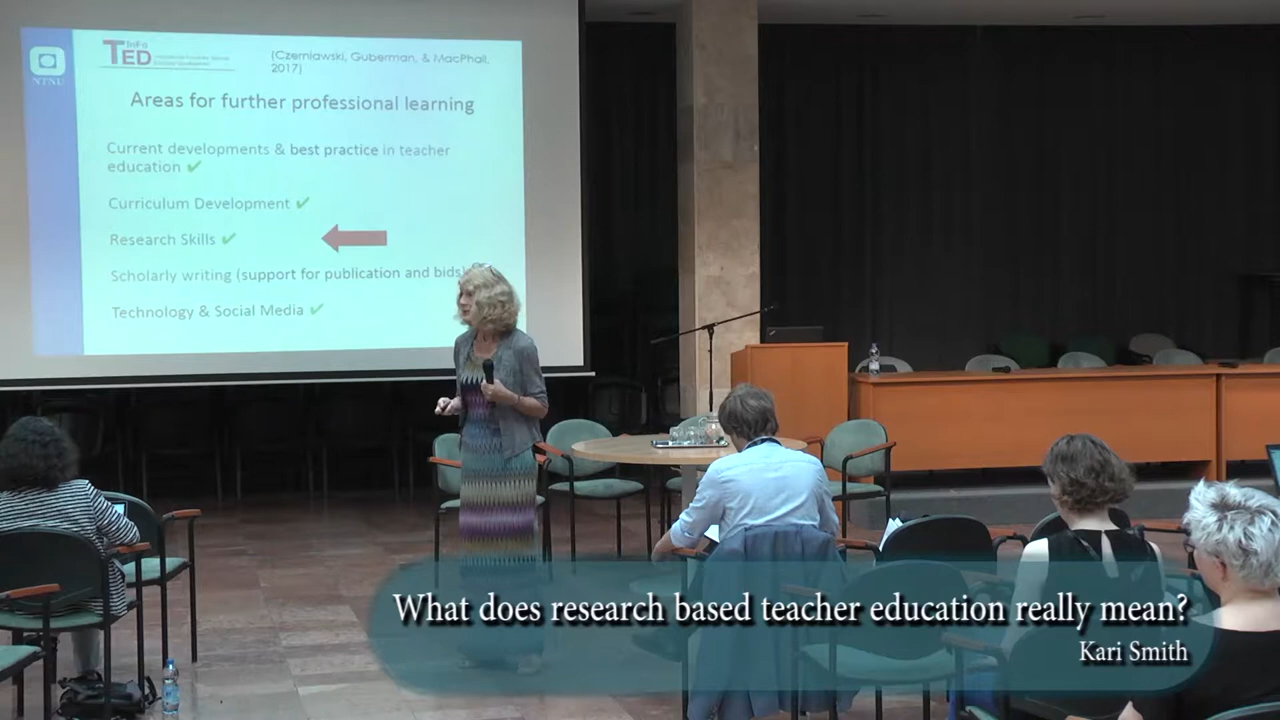 InFo
TED
(Czerniawski, Guberman, & MacPhail,
2017)
NTNU
Areas for further professional learning
Current developments & best practice in teacher
education ✓
Curriculum Development ✓
Research Skills ✓
Scholarly writing (support for publication and bids)
Technology & Social Media ✓
What does research based teacher education really mean?
Kari Smith